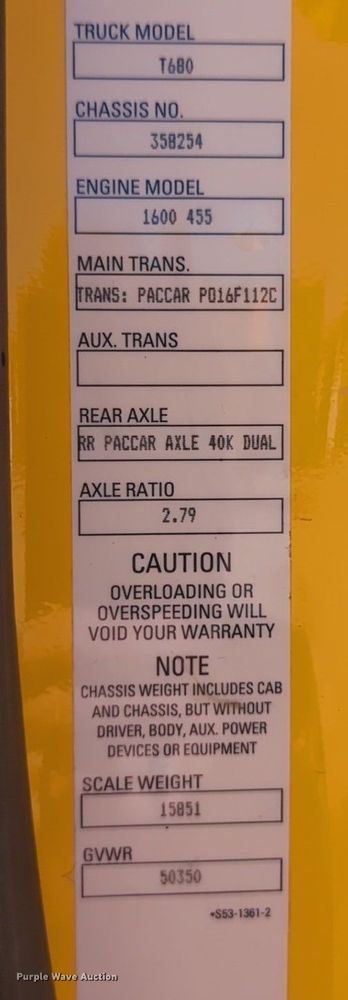 TRUCK MODEL
T680
CHASSIS NO.
358254
ENGINE MODEL
1600 455
MAIN TRANS.
TRANS: PACCAR PO16F112C
AUX. TRANS
REAR AXLE
RR PACCAR AXLE 40K DUAL
AXLE RATIO
2.79
CAUTION
OVERLOADING OR
OVERSPEEDING WILL
VOID YOUR WARRANTY
NOTE
CHASSIS WEIGHT INCLUDES CAB
AND CHASSIS, BUT WITHOUT
DRIVER, BODY, AUX. POWER
DEVICES OR EQUIPMENT
SCALE WEIGHT
15851
GVWR
50350
*S53-1361-2
Purple Wave Auction